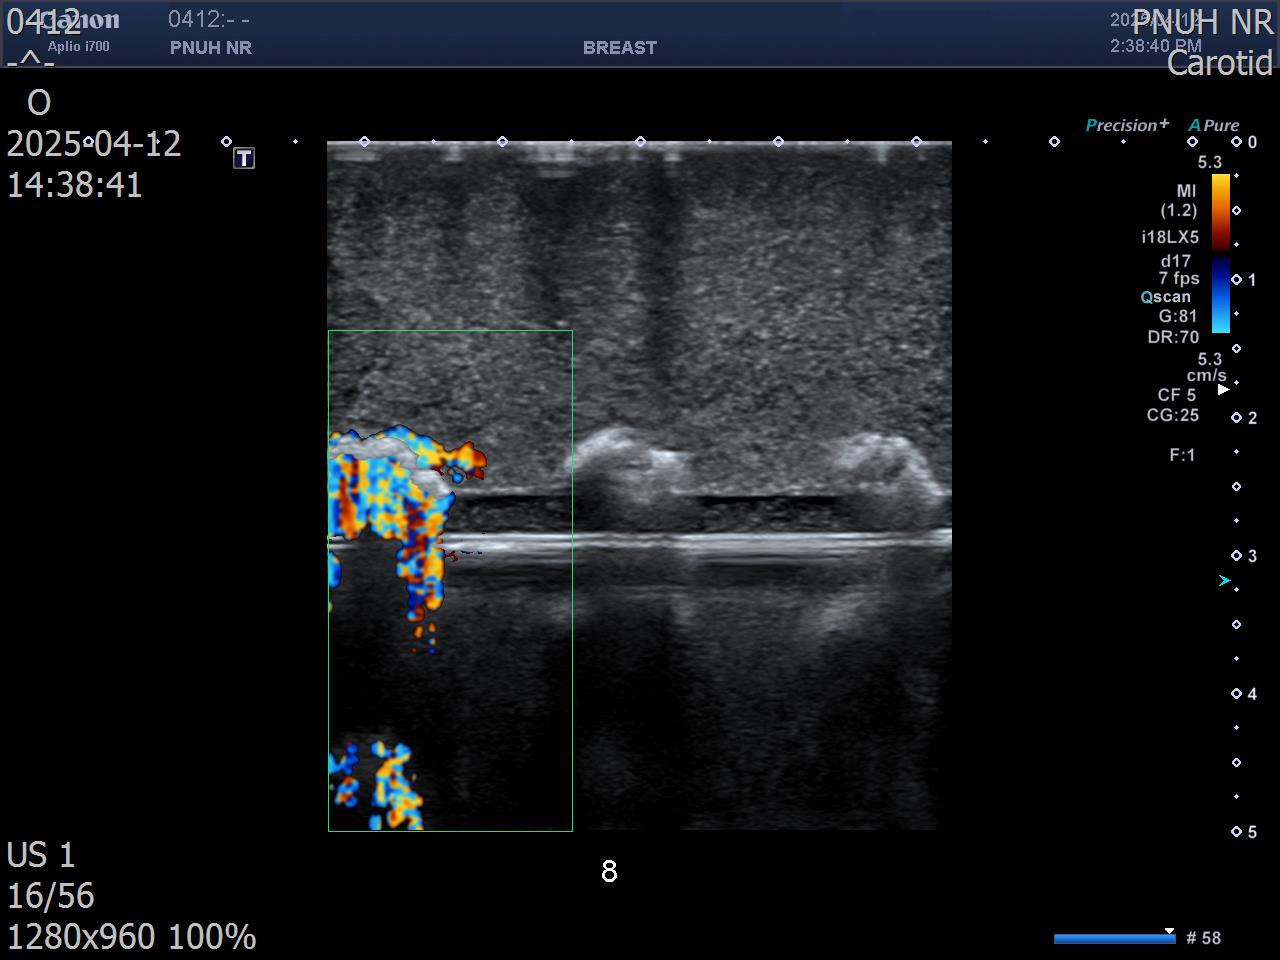 0412
Canon
0412:- -
PNUH NR
-^-
Aplio i700
PNUH NR
BREAST
2:38:40 PM
Carotid
O
2025-04-12
14:38:41
T
Precision+ APure
0
5.3
MI
(1.2)
i18LX5
d17
7 fps
Qscan
G:81
DR:70
5.3
cm/s
CF 5
CG:25
F:1
1
2
3
4
5
US 1
16/56
1280x960 100%
8
# 58